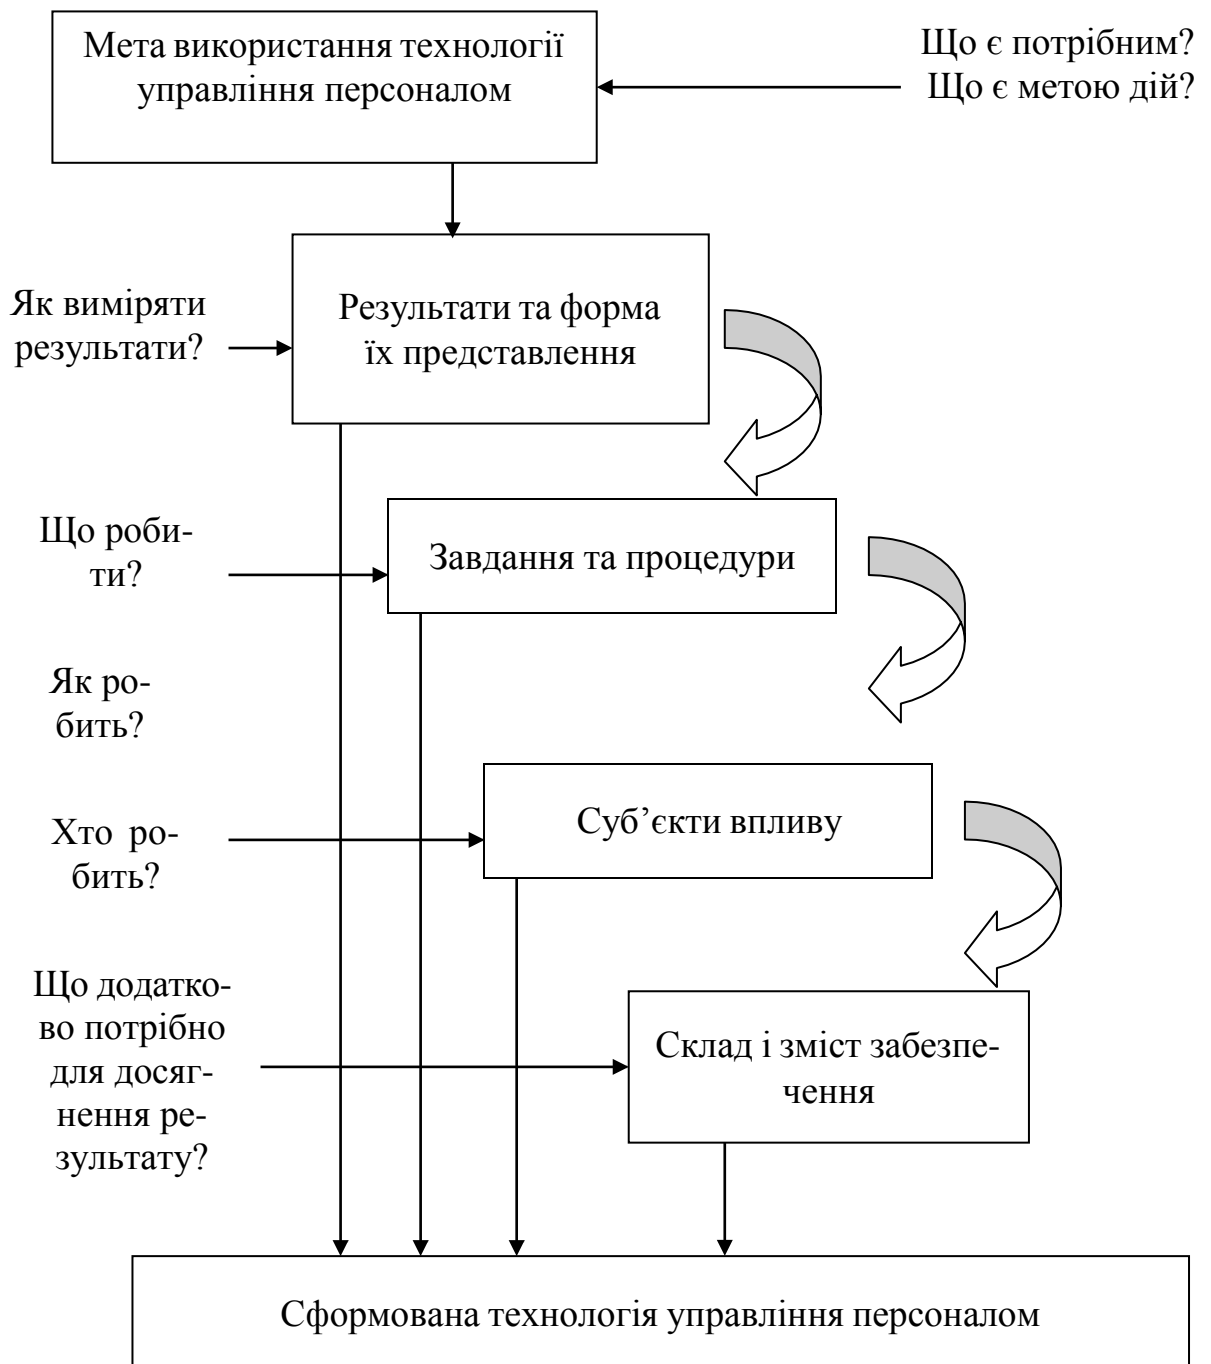 Мета використання технології
управління персоналом
Що є потрібним?
Що є метою дій?
Як виміряти
результати?
Результати та форма
їх представлення
Що роби-
ти?
Завдання та процедури
Як ро-
бить?
Хто ро-
бить?
Суб’єкти впливу
Що додатко-
во потрібно
для досяг-
нення ре-
зультату?
Склад і зміст забезпе-
чення
Сформована технологія управління персоналом